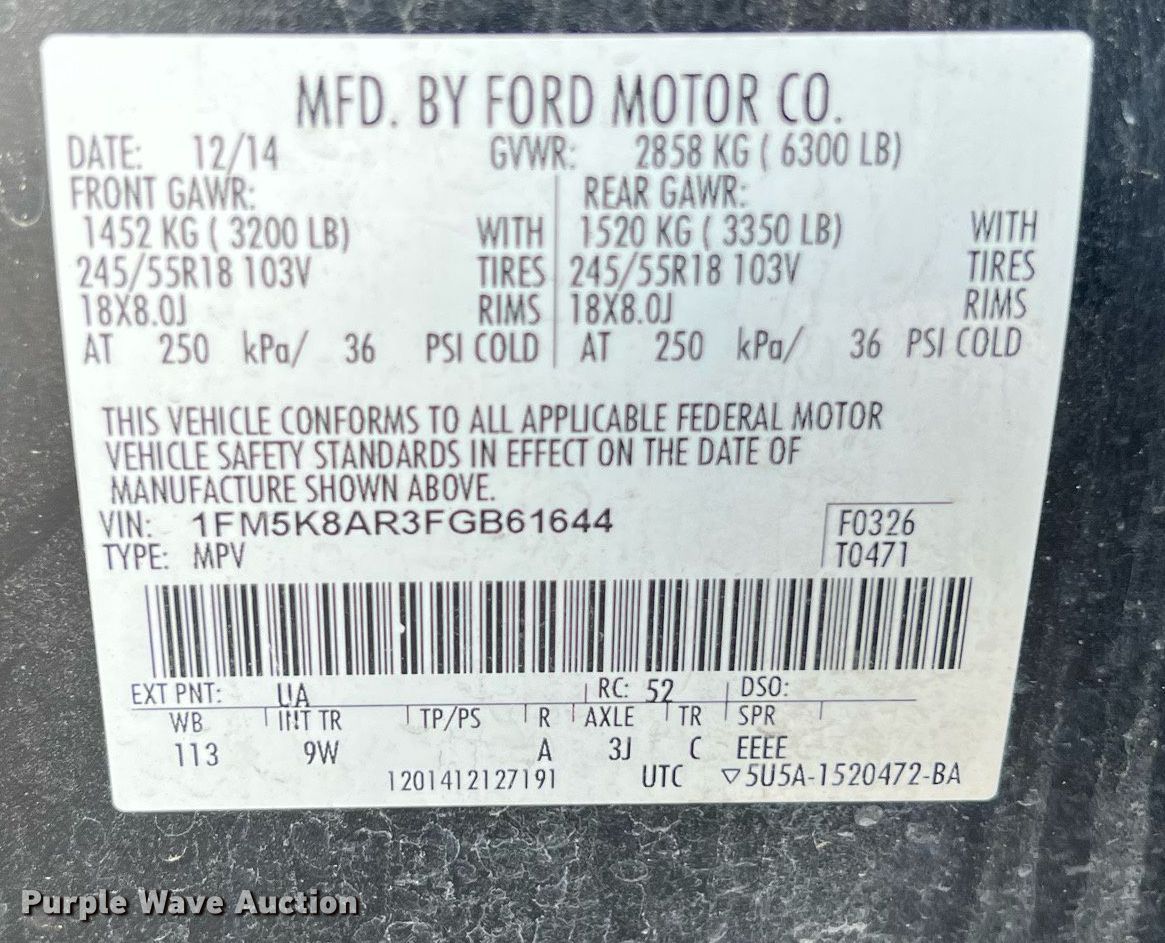 MFD. BY FORD MOTOR CO.
DATE: 12/14 GVWR: 2858 KG ( 6300 LB)
FRONT GAWR: REAR GAWR:
1452 KG ( 3200 LB) WITH 1520 KG ( 3350 LB) WITH
245/55R18 103V TIRES 245/55R18 103V TIRES
18X8.0J RIMS 18X8.0J RIMS
AT 250 kPa/ 36 PSI COLD AT 250 kPa/ 36 PSI COLD
THIS VEHICLE CONFORMS TO ALL APPLICABLE FEDERAL MOTOR
VEHICLE SAFETY STANDARDS IN EFFECT ON THE DATE OF
MANUFACTURE SHOWN ABOVE.
VIN: 1FM5K8AR3FGB61644 F0326
TYPE: MPV T0471
EXT PNT: UA RC: 52 DSO:
WB INT TR TP/PS R AXLE TR SPR
113 9W A 3J C EEEE
1201412127191 UTC ▽5U5A-1520472-BA
Purple Wave Auction